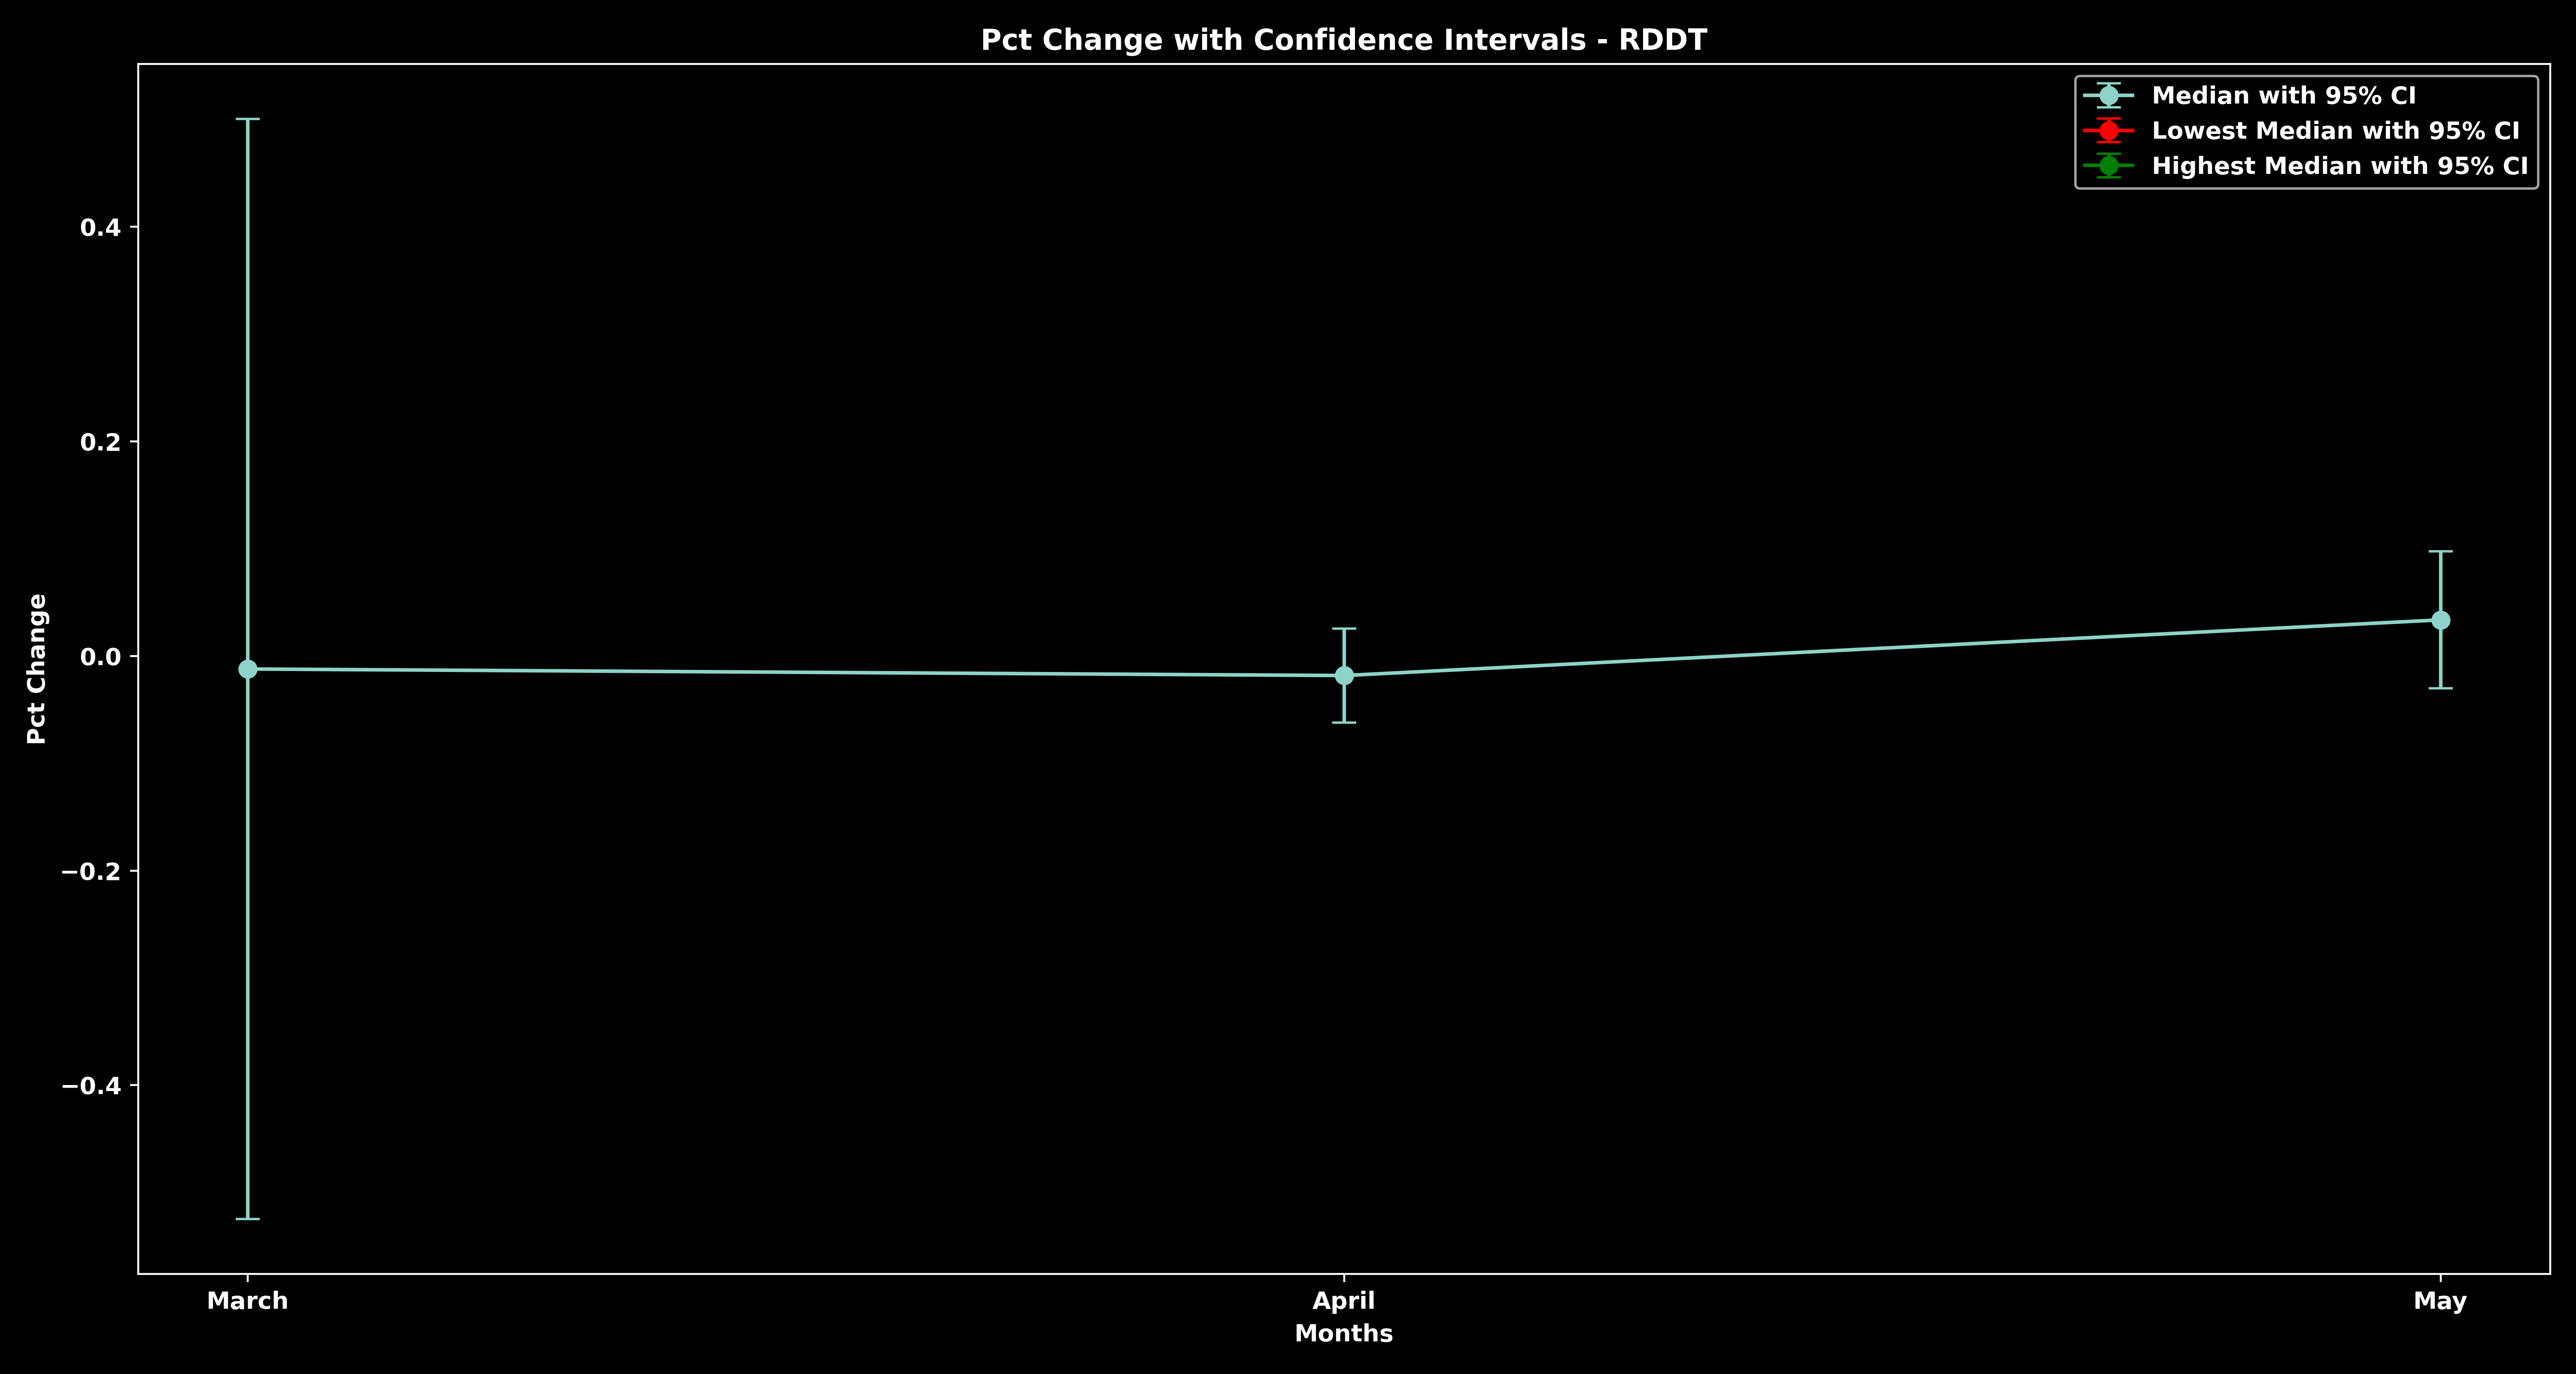 Pct Change with Confidence Intervals - RDDT
Median with 95% CI
Lowest Median with 95% CI
Highest Median with 95% CI
0.4
0.2
0.0
−0.2
−0.4
Pct Change
March
April
May
Months